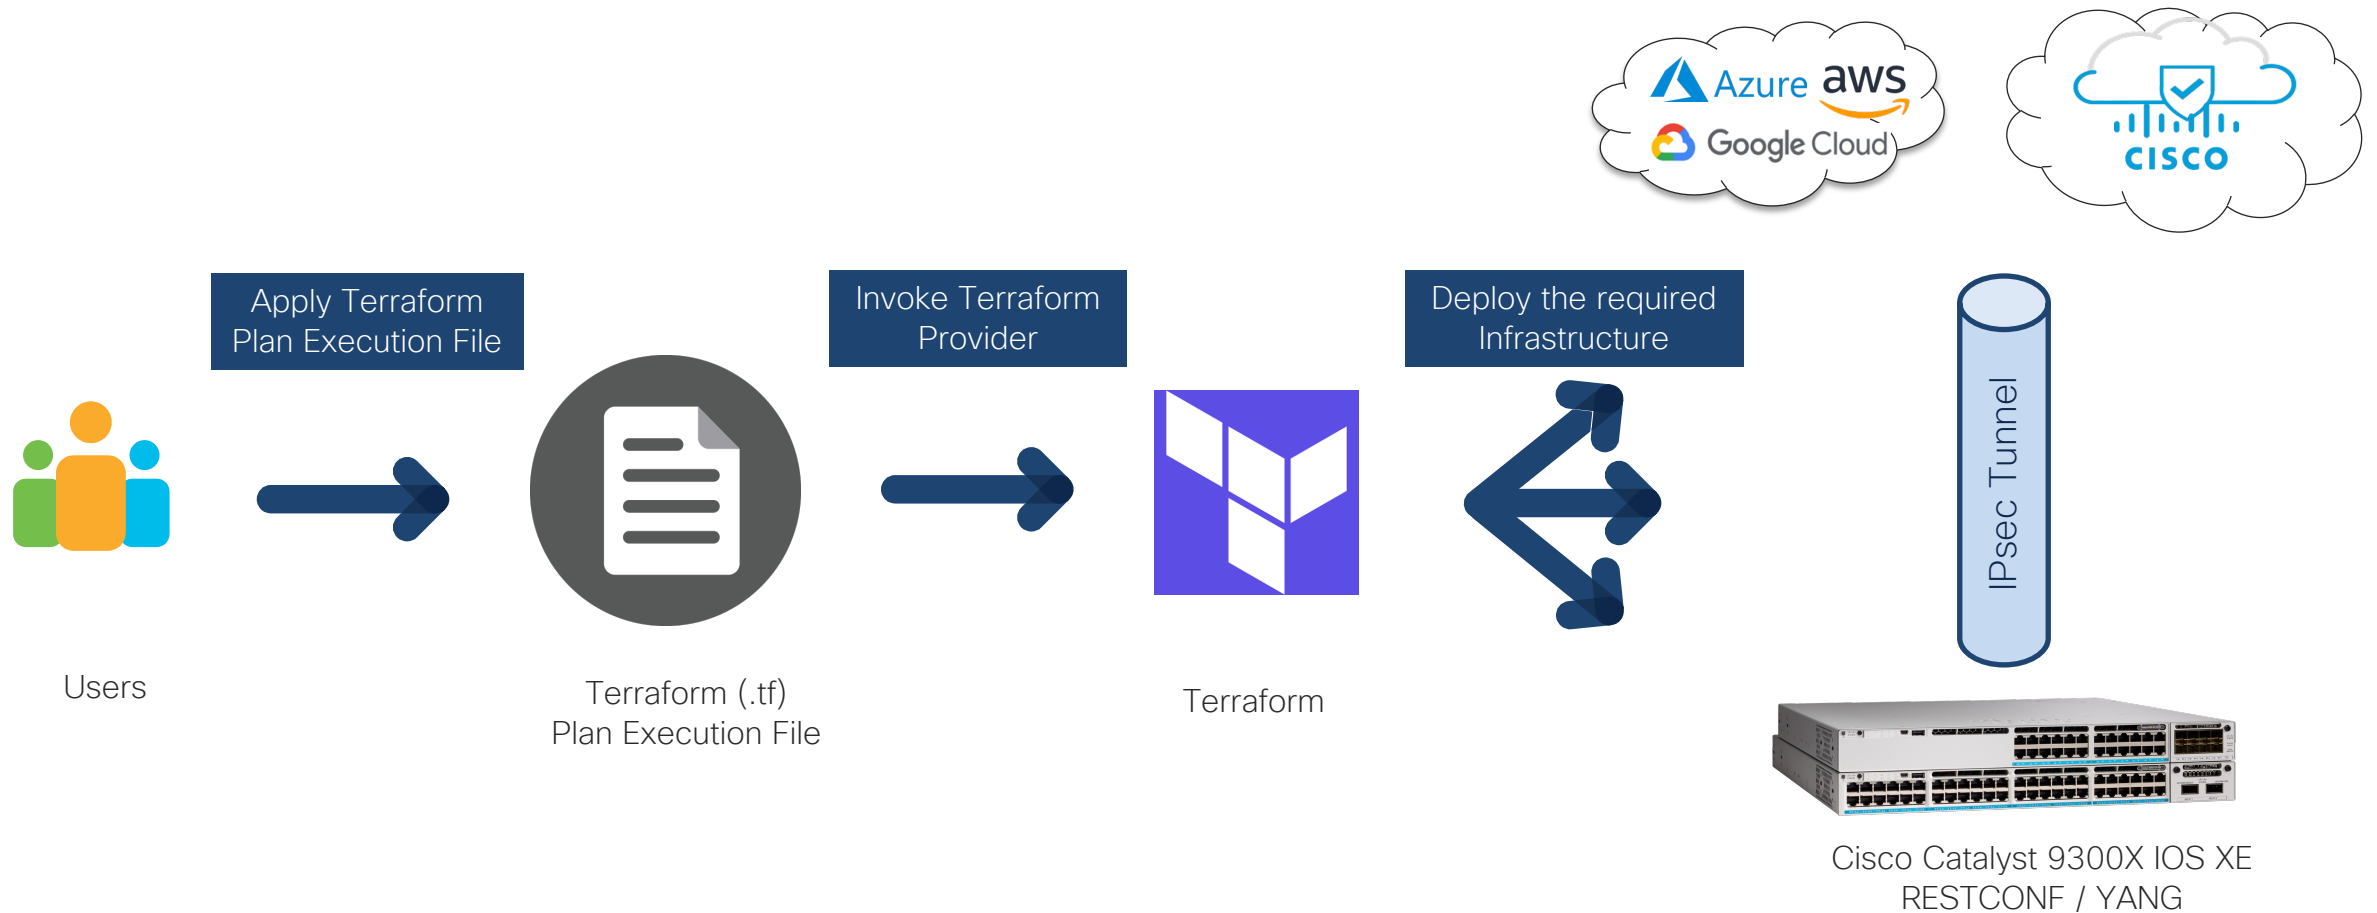 Azure aws
Google Cloud
CISCO
Apply Terraform
Plan Execution File
Invoke Terraform
Provider
Deploy the required
Infrastructure
IPsec Tunnel
Users
Terraform (.tf)
Plan Execution File
Terraform
Cisco Catalyst 9300X IOS XE
RESTCONF / YANG